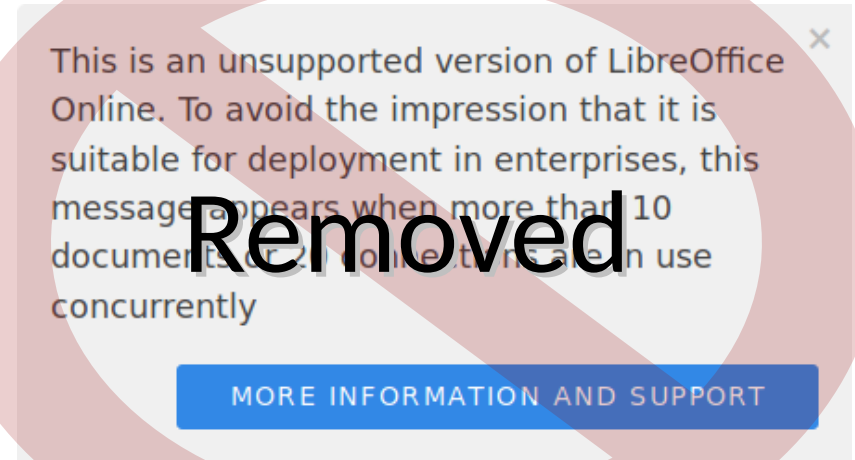 This is an unsupported version of LibreOffice
Online. To avoid the impression that it is
suitable for deployment in enterprises, this
message appears when more than 10
documents or 20 connections are in use
concurrently
Removed
MORE INFORMATION AND SUPPORT